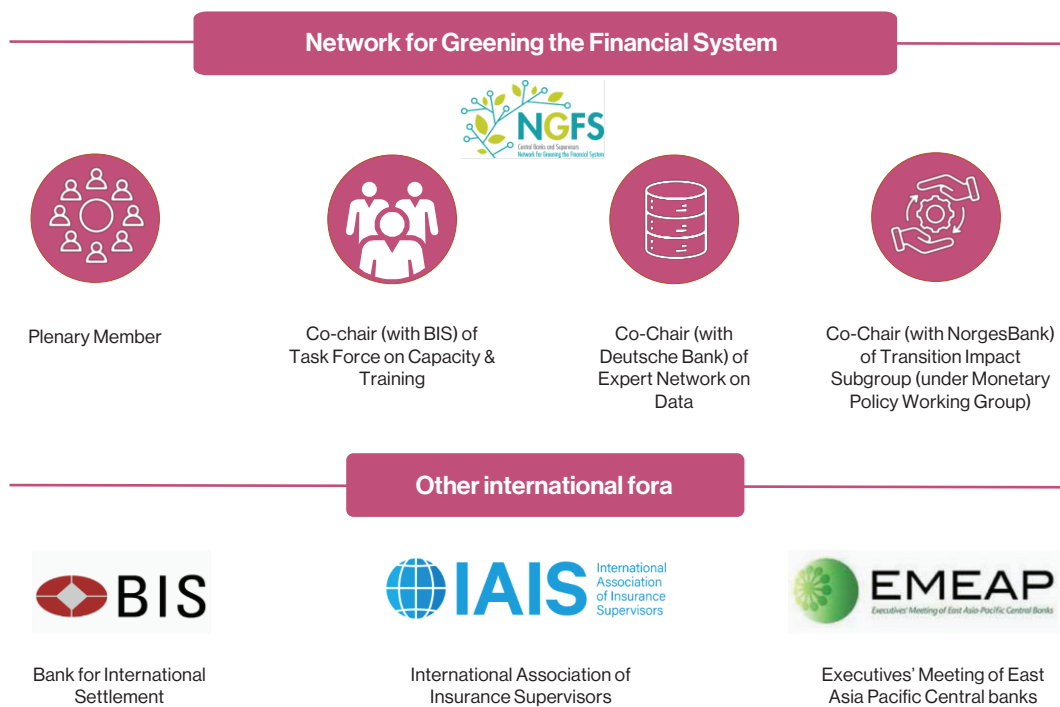 Network for Greening the Financial System
NGFS
Central Banks and Supervisors
Network for Greening the Financial System
Plenary Member
Co-chair (with BIS) of
Task Force on Capacity &
Training
Co-Chair (with
Deutsche Bank) of
Expert Network on
Data
Co-Chair (with NorgesBank)
of Transition Impact
Subgroup (under Monetary
Policy Working Group)
Other international fora
BIS
IAIS
International
Association
of Insurance
Supervisors
EMEAP
Executives' Meeting of East Asia-Pacific Central Banks
Bank for International
Settlement
International Association of
Insurance Supervisors
Executives’ Meeting of East
Asia Pacific Central banks